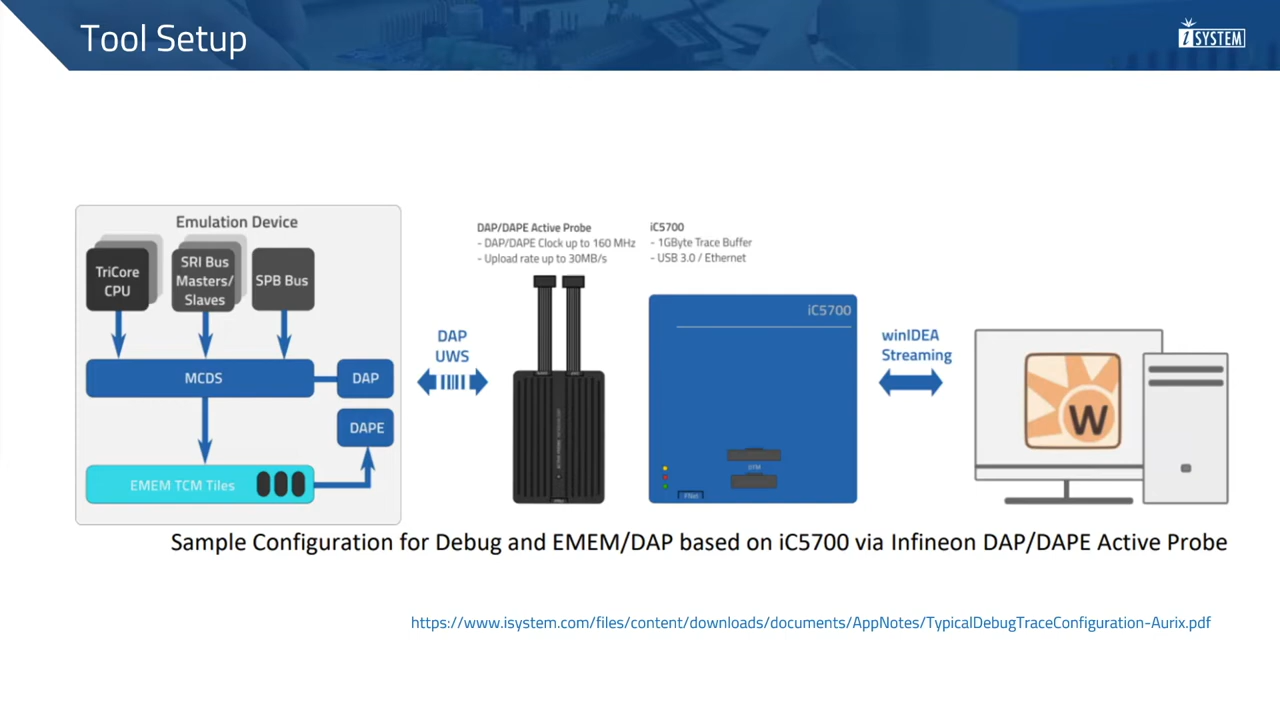 Tool Setup
iSYSTEM
Emulation Device
TriCore
CPU
SRI Bus
Masters/
Slaves
SPB Bus
MCDS
DAP
DAPE
EMEM TCM Tiles
DAP
UWS
DAP/DAPE Active Probe
- DAP/DAPE Clock up to 160 MHz
- Upload rate up to 30MB/s
iC5700
- 1GByte Trace Buffer
- USB 3.0 / Ethernet
iC5700
DTM
FNet
winIDEA
Streaming
W
Sample Configuration for Debug and EMEM/DAP based on iC5700 via Infineon DAP/DAPE Active Probe
https://www.isystem.com/files/content/downloads/documents/AppNotes/TypicalDebugTraceConfiguration-Aurix.pdf